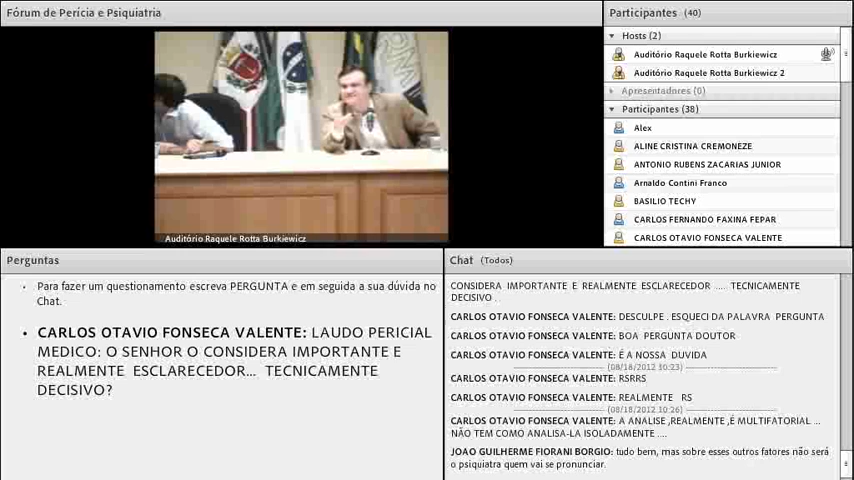 Fórum de Perícia e Psiquiatria
Auditório Raquele Rotta Burkiewicz
Participantes (40)
Hosts (2)
Auditório Raquele Rotta Burkiewicz
Auditório Raquele Rotta Burkiewicz 2
Apresentadores (0)
Participantes (38)
Alex
ALINE CRISTINA CREMONEZE
ANTONIO RUBENS ZACARIAS JUNIOR
Arnaldo Contini Franco
BASILIO TECHY
CARLOS FERNANDO FAXINA FEPAR
CARLOS OTAVIO FONSECA VALENTE
Perguntas
Para fazer um questionamento escreva PERGUNTA e em seguida a sua dúvida no
Chat.
CARLOS OTAVIO FONSECA VALENTE: LAUDO PERICIAL
MEDICO: O SENHOR O CONSIDERA IMPORTANTE E
REALMENTE ESCLARECEDOR... TECNICAMENTE
DECISIVO?
Chat (Todos)
CONSIDERA IMPORTANTE E REALMENTE ESCLARECEDOR .... TECNICAMENTE
DECISIVO .
CARLOS OTAVIO FONSECA VALENTE: DESCULPE . ESQUECI DA PALAVRA PERGUNTA
CARLOS OTAVIO FONSECA VALENTE: BOA PERGUNTA DOUTOR
CARLOS OTAVIO FONSECA VALENTE: É A NOSSA DUVIDA
(08/18/2012 10:23)
CARLOS OTAVIO FONSECA VALENTE: RSRRS
CARLOS OTAVIO FONSECA VALENTE: REALMENTE RS
(08/18/2012 10:26)
CARLOS OTAVIO FONSECA VALENTE: A ANALISE ,REALMENTE ,É MULTIFATORIAL ...
NÃO TEM COMO ANALISA-LA ISOLADAMENTE ....
JOAO GUILHERME FIORANI BORGIO: tudo bem, mas sobre esses outros fatores não será
o psiquiatra quem vai se pronunciar.